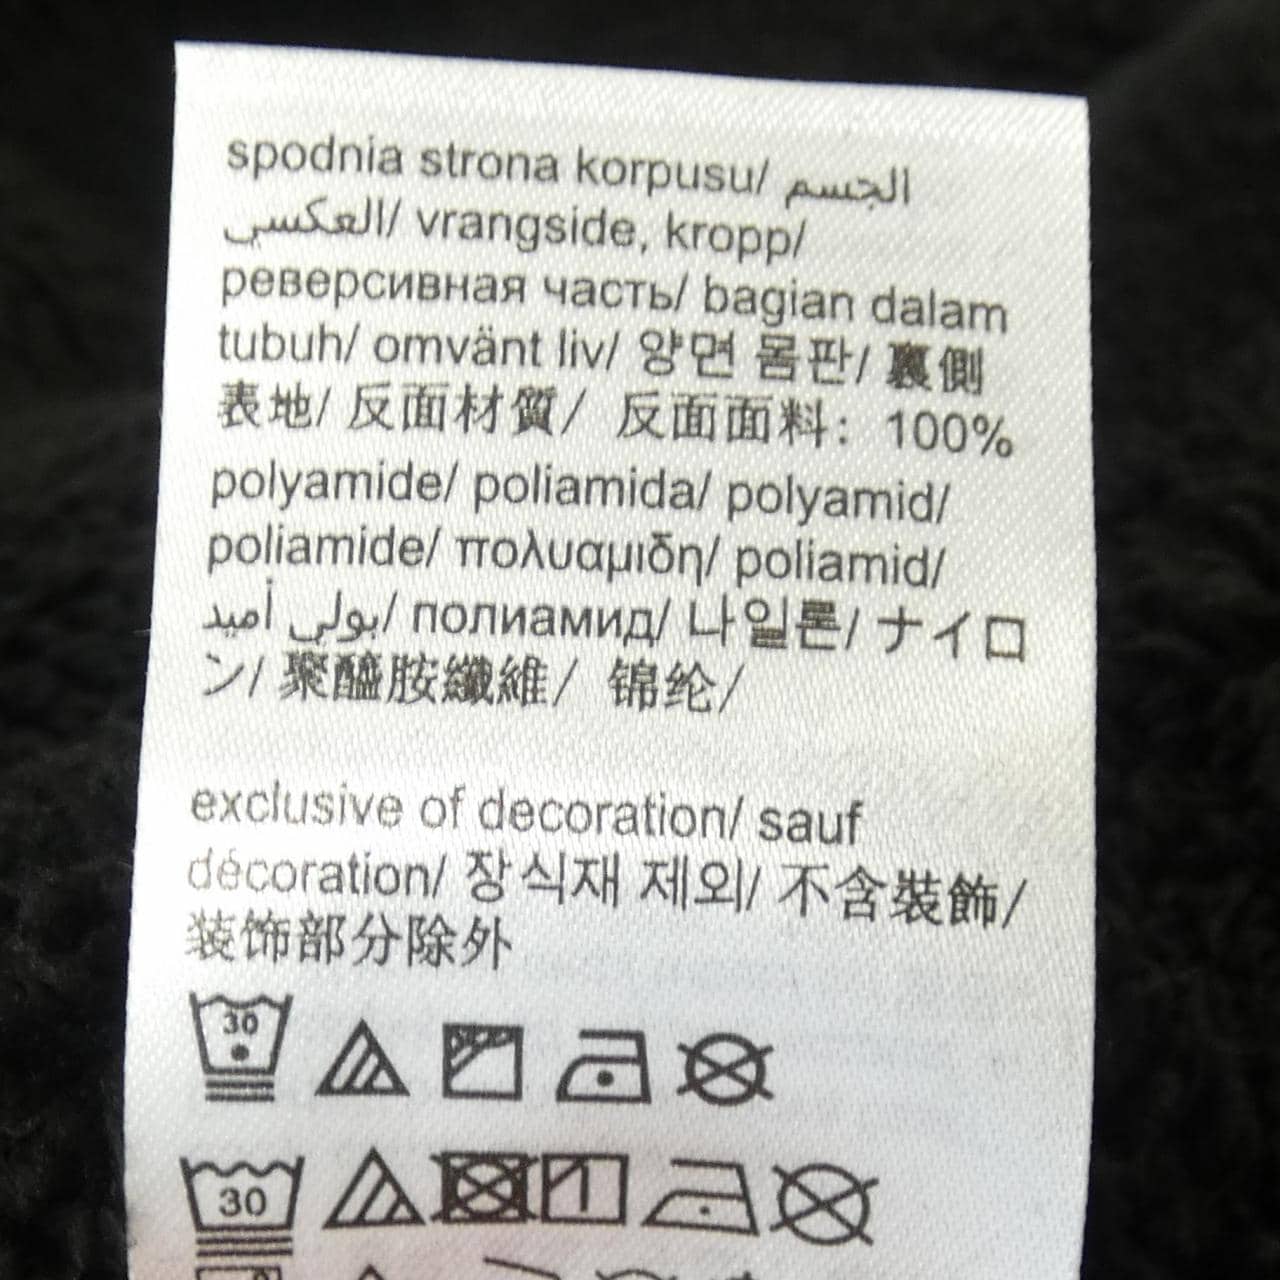 spodnia strona korpusu/ الجسم
العكسي/ vrangside, kropp/
реверсивная часть/ bagian dalam
tubuh/ omvänt liv/ 양면 몸판/ 裏側
表地/ 反面材質/ 反面面料: 100%
polyamide/ poliamida/ polyamid/
poliamide/ πολυαμιδη/ poliamid/
بولي أميد/ полиамид/ 나일론/ ナイロ
ン/ 聚醯胺纖維/ 锦纶/
exclusive of decoration/ sauf
décoration/ 장식재 제외/ 不含裝飾/
装饰部分除外
30
30